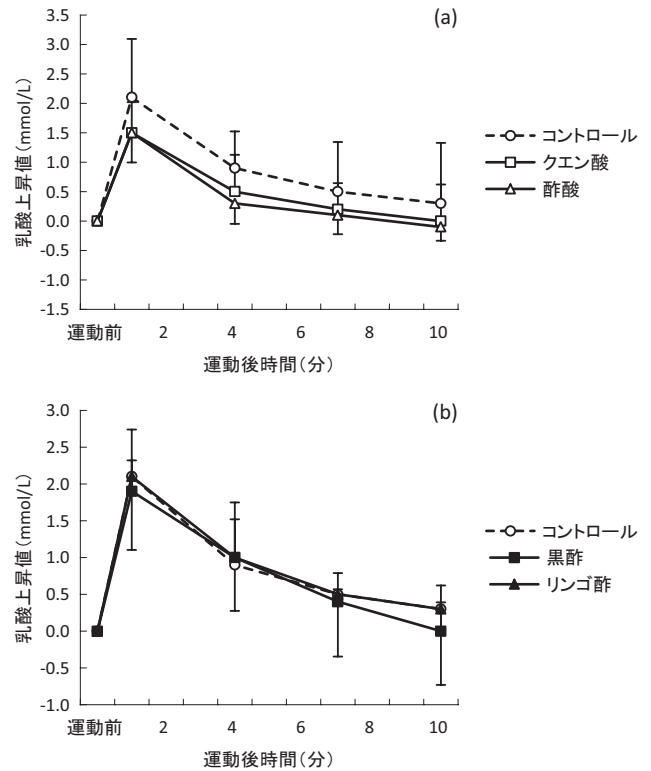 (a)
乳酸上昇値(mmol/L)
3.5
3.0
2.5
2.0
1.5
1.0
0.5
0.0
-0.5
-1.0
-1.5
運動前 2 4 6 8 10
運動後時間(分)
コントロール
クエン酸
酢酸
(b)
乳酸上昇値(mmol/L)
3.0
2.5
2.0
1.5
1.0
0.5
0.0
-0.5
-1.0
運動前 2 4 6 8 10
運動後時間(分)
コントロール
黒酢
リンゴ酢